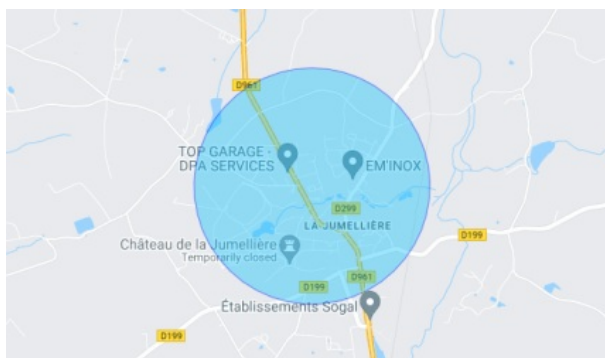 D961
TOP GARAGE -
DPA SERVICES
EM'INOX
D299
LA JUMELLIÈRE
D199
Château de la Jumellière
Temporarily closed
D961
D199
Établissements Sogal
D199